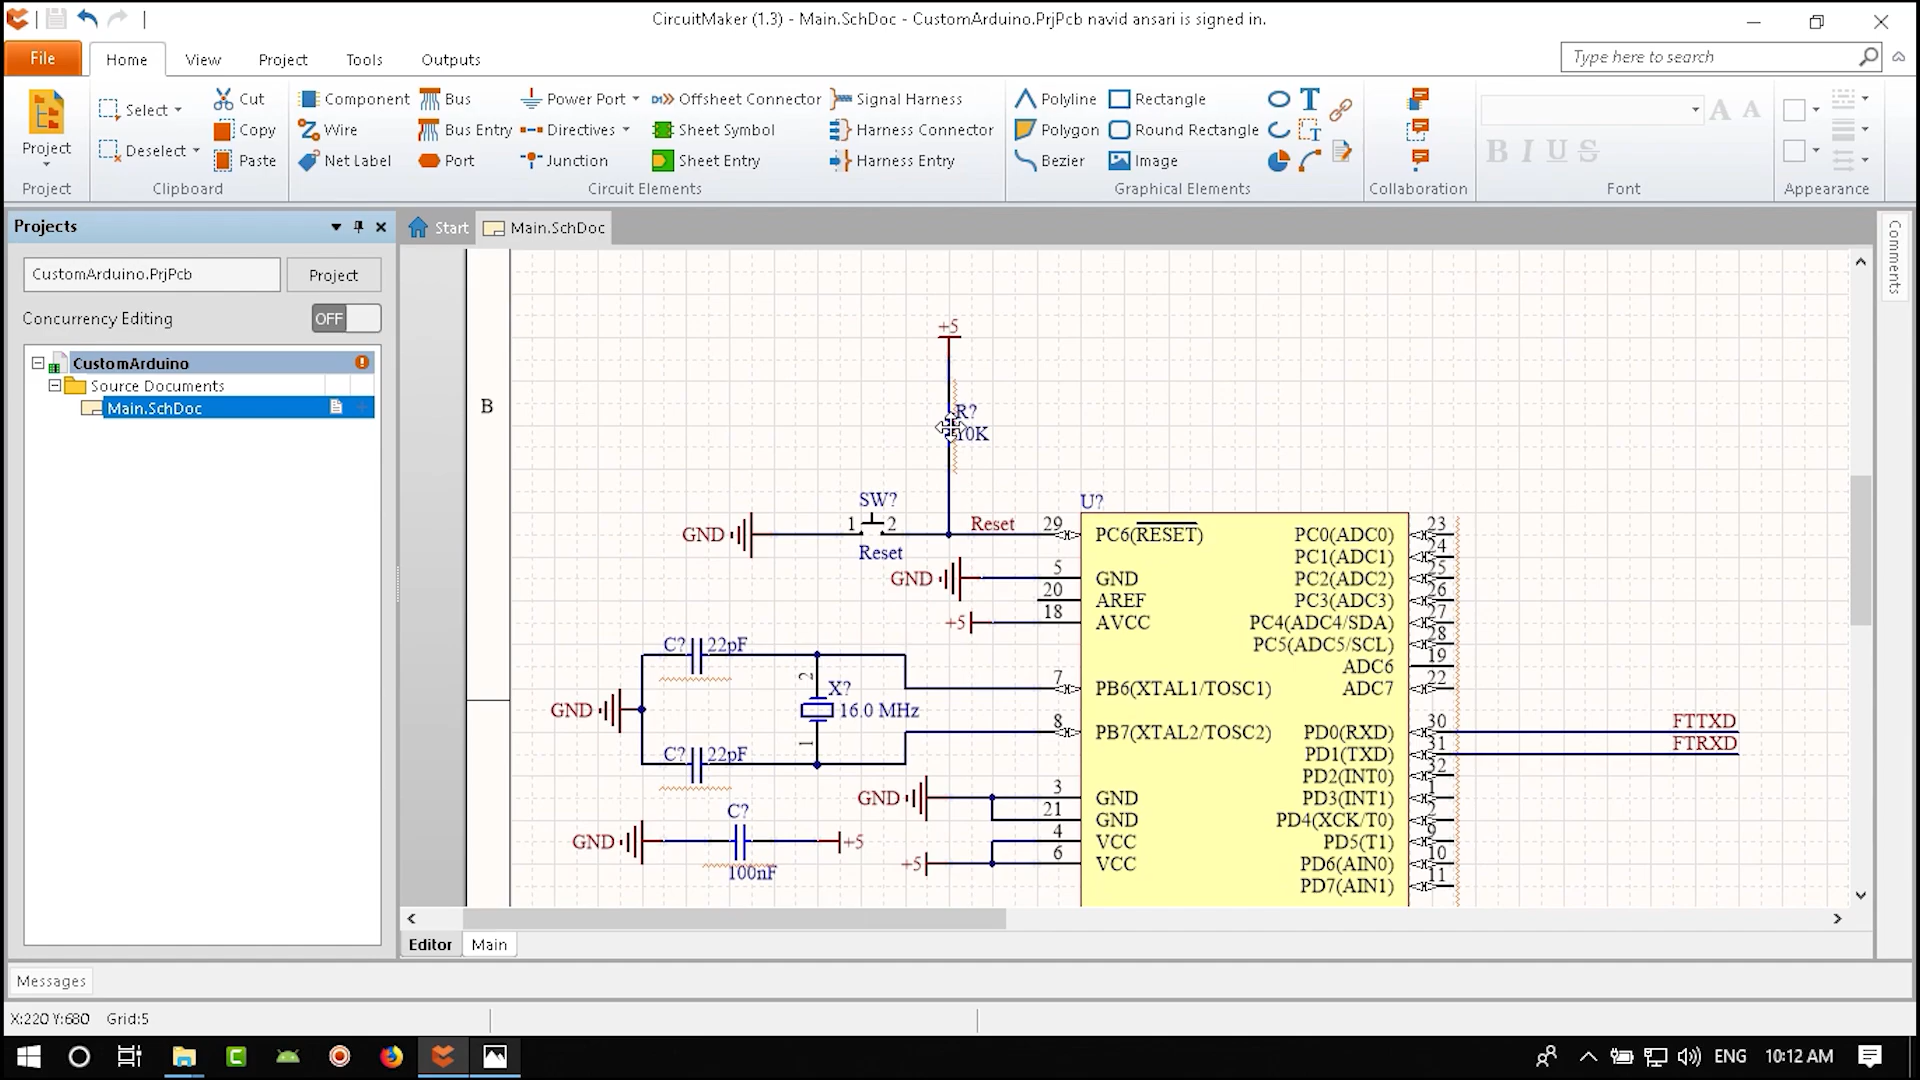 CircuitMaker (1.3) - Main.SchDoc - CustomArduino.PrjPcb navid ansari is signed in.
File Home View Project Tools Outputs
Type here to search
Project
Select
Deselect
Cut
Copy
Paste
Component
Wire
Net Label
Bus
Bus Entry
Port
Power Port
Directives
Junction
Offsheet Connector
Sheet Symbol
Sheet Entry
Signal Harness
Harness Connector
Harness Entry
Polyline
Polygon
Bezier
Rectangle
Round Rectangle
Image
T
T
A A
B I U S
Project Clipboard Circuit Elements Graphical Elements Collaboration Font Appearance
Projects
Start
Main.SchDoc
Comments
CustomArduino.PrjPcb
Project
Concurrency Editing
OFF
CustomArduino
Source Documents
Main.SchDoc
B
+5
R?
10K
SW?
1 2
GND
Reset
Reset
29
U?
PC6(RESET)
GND
5
GND
20
AREF
+5
18
AVCC
C? 22pF
2
X?
16.0 MHz
1
GND
C? 22pF
7
PB6(XTAL1/TOSC1)
8
PB7(XTAL2/TOSC2)
C?
GND
+5
100nF
GND
3
GND
21
GND
4
VCC
+5
6
VCC
PC0(ADC0) 23
PC1(ADC1) 24
PC2(ADC2) 25
PC3(ADC3) 26
PC4(ADC4/SDA) 27
PC5(ADC5/SCL) 28
ADC6 19
ADC7 22
PD0(RXD) 30 FTTXD
PD1(TXD) 31 FTRXD
PD2(INT0) 32
PD3(INT1) 1
PD4(XCK/T0) 2
PD5(T1) 9
PD6(AIN0) 10
PD7(AIN1) 11
Editor Main
Messages
X:220 Y:680 Grid:5
ENG 10:12 AM